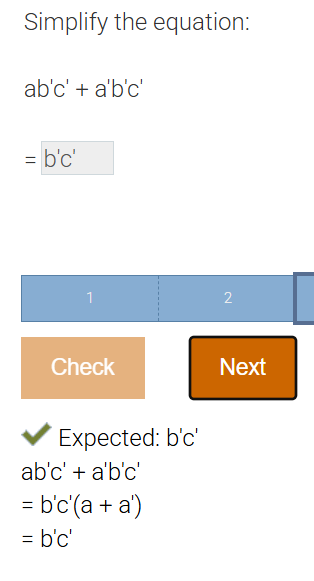 Simplify the equation:
ab'c' + a'b'c'
= b'c'
1 2
Check Next
Expected: b'c'
ab'c' + a'b'c'
= b'c'(a + a')
= b'c'